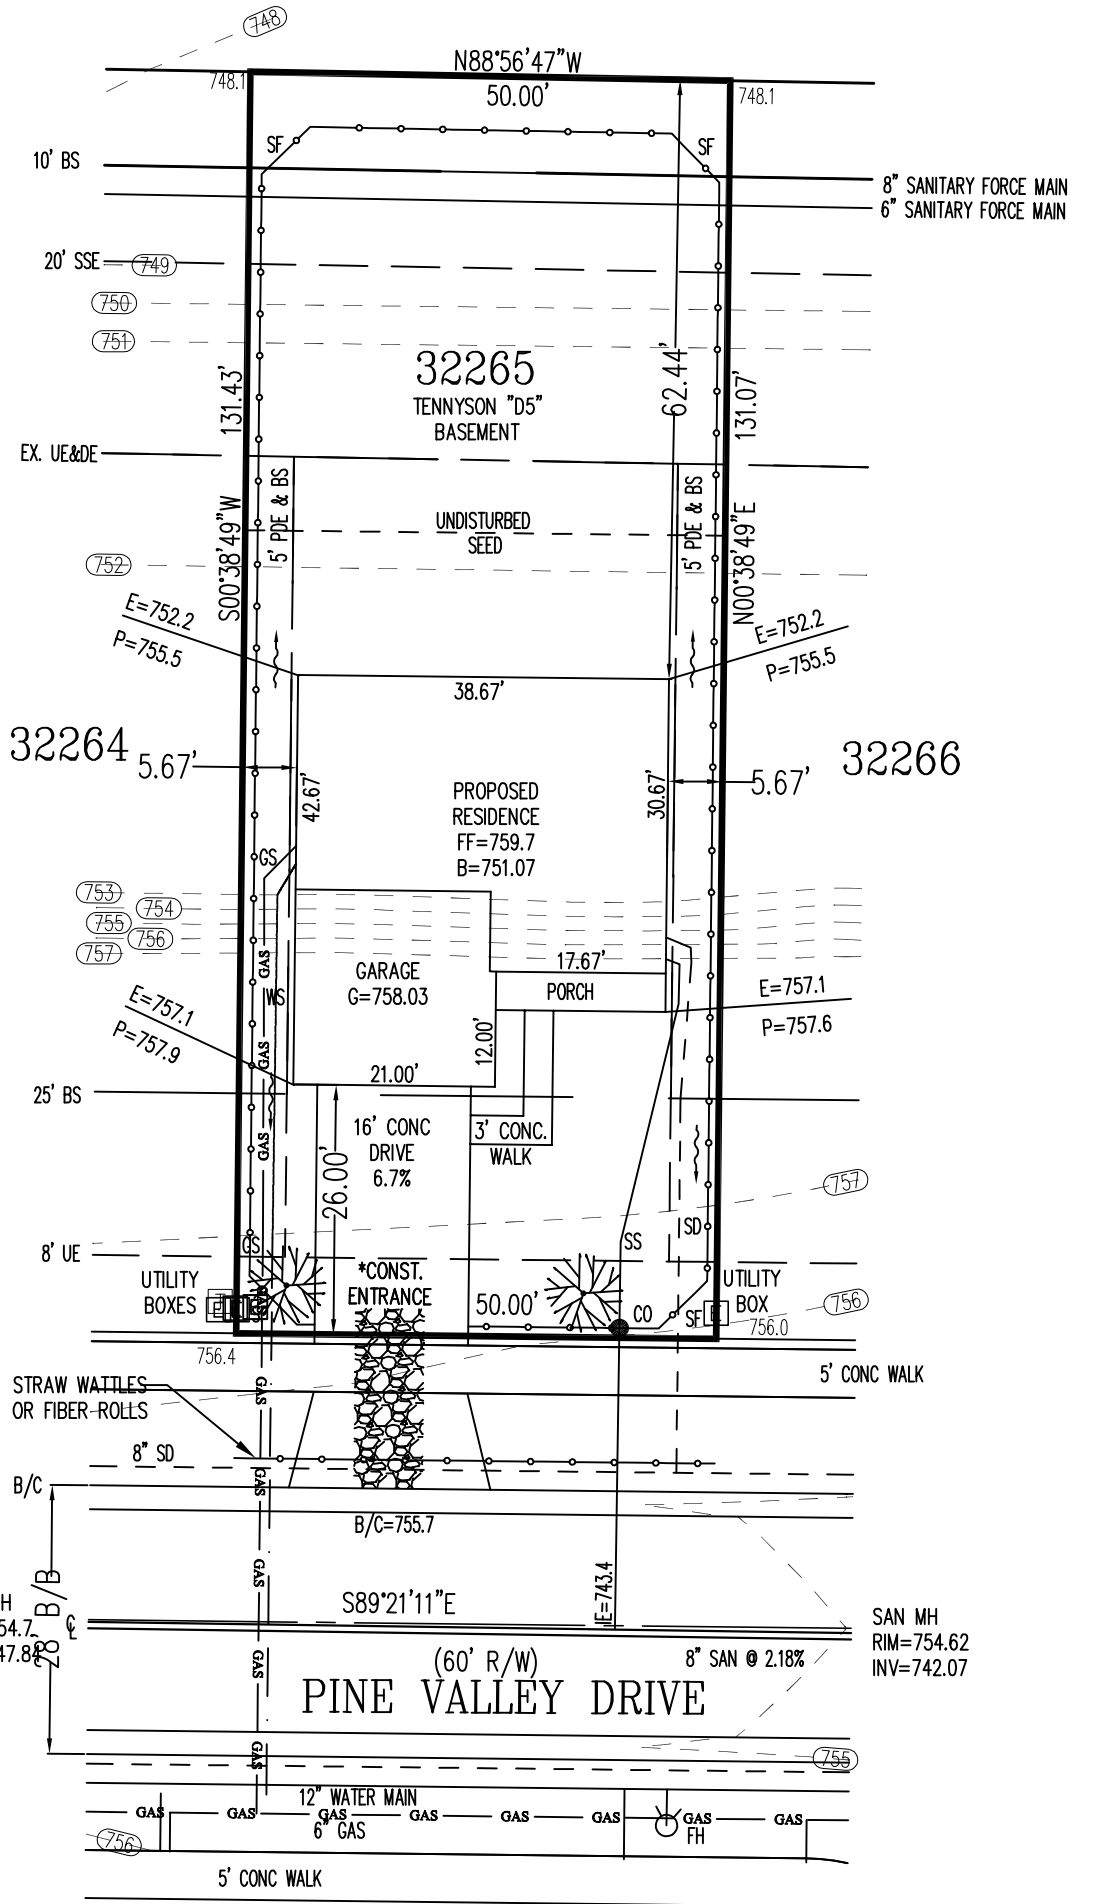 748
N88°56'47"W
748.1
50.00'
748.1
SF
SF
10' BS
8" SANITARY FORCE MAIN
6" SANITARY FORCE MAIN
20' SSE
749
750
751
32265
TENNYSON "D5"
BASEMENT
62.44'
131.43'
131.07'
EX. UE&DE
5' PDE & BS
5' PDE & BS
UNDISTURBED
SEED
S00°38'49"W
N00°38'49"E
752
E=752.2
P=755.5
E=752.2
P=755.5
38.67'
32264
5.67'
32266
5.67'
42.67'
30.67'
PROPOSED
RESIDENCE
FF=759.7
B=751.07
GS
753
754
755
756
757
GAS
17.67'
GARAGE
G=758.03
PORCH
WS
E=757.1
P=757.9
E=757.1
P=757.6
12.00'
GAS
21.00'
25' BS
16' CONC
DRIVE
6.7%
3' CONC.
WALK
GAS
26.00'
757
SD
SS
GS
8' UE
UTILITY
BOXES
*CONST.
ENTRANCE
50.00'
CO
SF
UTILITY
BOX
E
756
756.0
756.4
5' CONC WALK
STRAW WATTLES
OR FIBER ROLLS
GAS
8" SD
B/C
GAS
B/C=755.7
28' B/B
GAS
E=743.4
S89°21'11"E
H
54.7
47.84
SAN MH
RIM=754.62
INV=742.07
(60' R/W)
8" SAN @ 2.18%
GAS
PINE VALLEY DRIVE
GAS
755
12" WATER MAIN
GAS
GAS
GAS
GAS
GAS
GAS
GAS
GAS
6" GAS
FH
756
5' CONC WALK